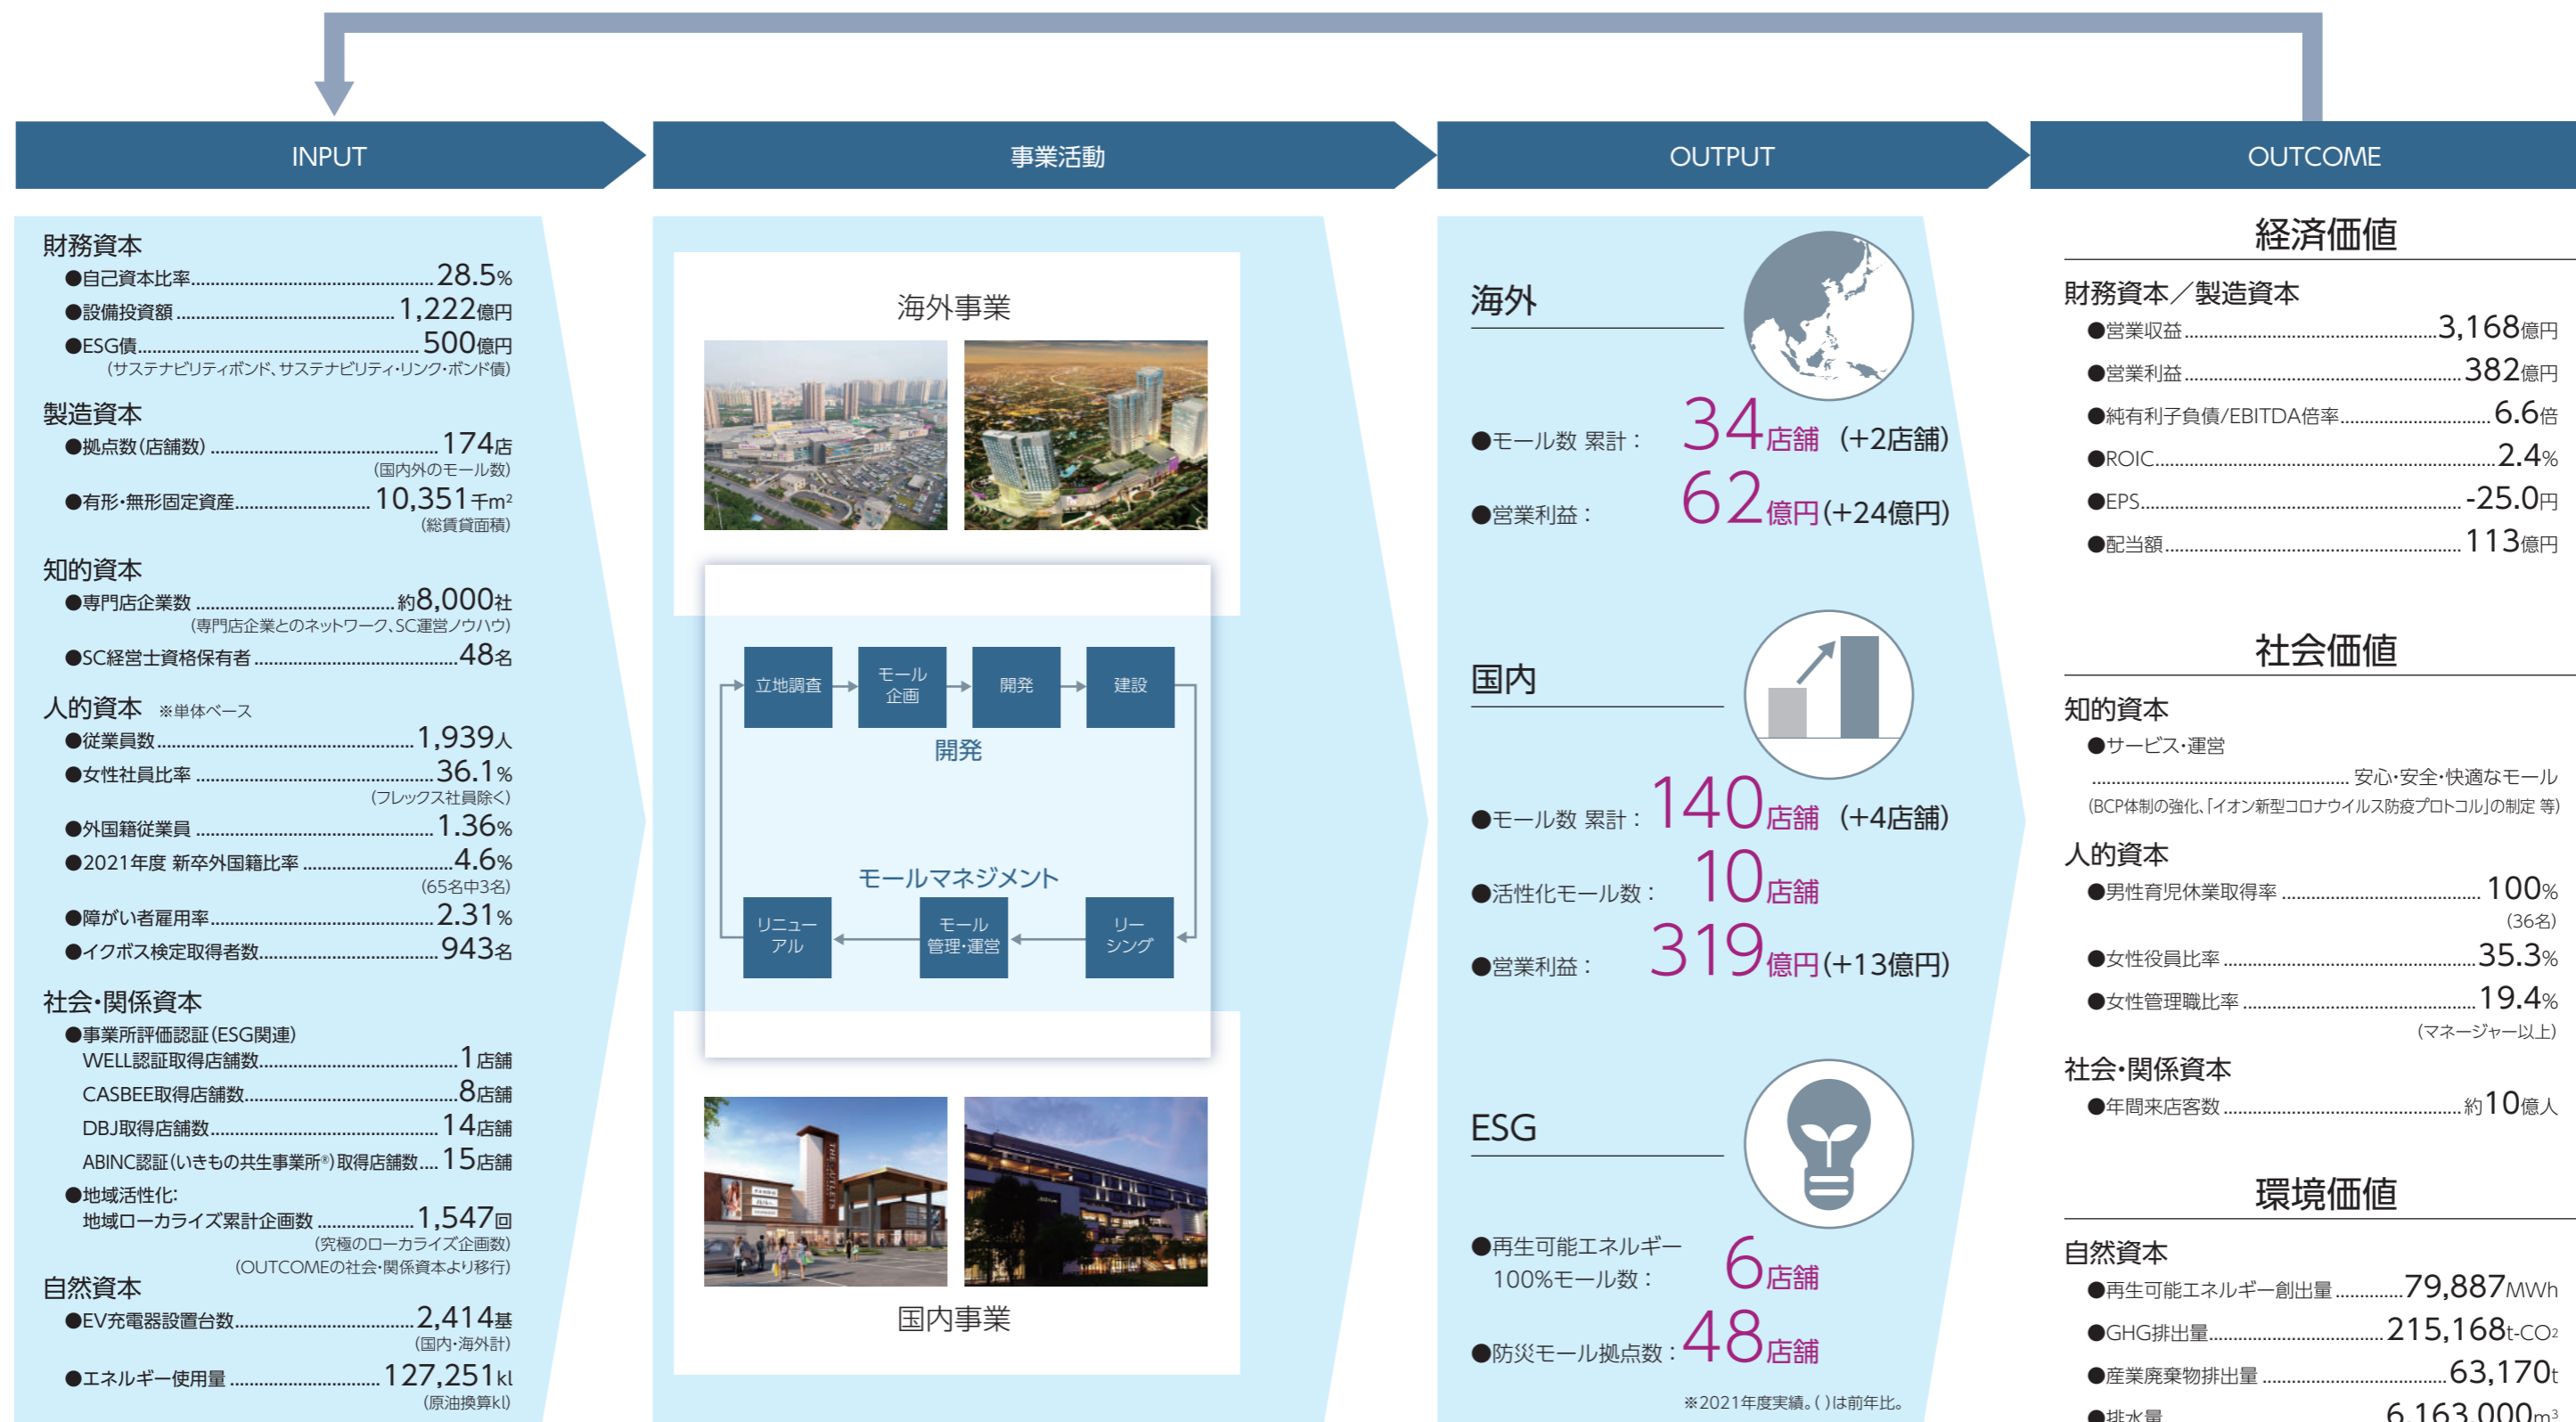 INPUT
事業活動
OUTPUT
OUTCOME
財務資本
●自己資本比率 28.5%
●設備投資額 1,222億円
●ESG債 500億円
(サステナビリティボンド、サステナビリティ・リンク・ボンド債)
製造資本
●拠点数(店舗数) 174店
(国内外のモール数)
●有形・無形固定資産 10,351千m²
(総賃貸面積)
知的資本
●専門店企業数 約8,000社
(専門店企業とのネットワーク、SC運営ノウハウ)
●SC経営士資格保有者 48名
人的資本 ※単体ベース
●従業員数 1,939人
●女性社員比率 36.1%
(フレックス社員除く)
●外国籍従業員 1.36%
●2021年度 新卒外国籍比率 4.6%
(65名中3名)
●障がい者雇用率 2.31%
●イクボス検定取得者数 943名
社会・関係資本
●事業所評価認証(ESG関連)
WELL認証取得店舗数 1店舗
CASBEE取得店舗数 8店舗
DBJ取得店舗数 14店舗
ABINC認証(いきもの共生事業所®)取得店舗数 15店舗
●地域活性化:
地域ローカライズ累計企画数 1,547回
(究極のローカライズ企画数)
(OUTCOMEの社会・関係資本より移行)
自然資本
●EV充電器設置台数 2,414基
(国内・海外計)
●エネルギー使用量 127,251kl
(原油換算kl)
海外事業
立地調査
モール
企画
開発
建設
開発
モールマネジメント
リニュー
アル
モール
管理・運営
リー
シング
THE OUTLETS
国内事業
海外
●モール数 累計： 34店舗 (+2店舗)
●営業利益： 62億円(+24億円)
国内
●モール数 累計： 140店舗 (+4店舗)
●活性化モール数： 10店舗
●営業利益： 319億円(+13億円)
ESG
●再生可能エネルギー
100%モール数： 6店舗
●防災モール拠点数： 48店舗
※2021年度実績。( )は前年比。
経済価値
財務資本／製造資本
●営業収益 3,168億円
●営業利益 382億円
●純有利子負債/EBITDA倍率 6.6倍
●ROIC 2.4%
●EPS -25.0円
●配当額 113億円
社会価値
知的資本
●サービス・運営
安心・安全・快適なモール
(BCP体制の強化、「イオン新型コロナウイルス防疫プロトコル」の制定 等)
人的資本
●男性育児休業取得率 100%
(36名)
●女性役員比率 35.3%
●女性管理職比率 19.4%
(マネージャー以上)
社会・関係資本
●年間来店客数 約10億人
環境価値
自然資本
●再生可能エネルギー創出量 79,887MWh
●GHG排出量 215,168t-CO2
●産業廃棄物排出量 63,170t
●排水量 6,163,000m³